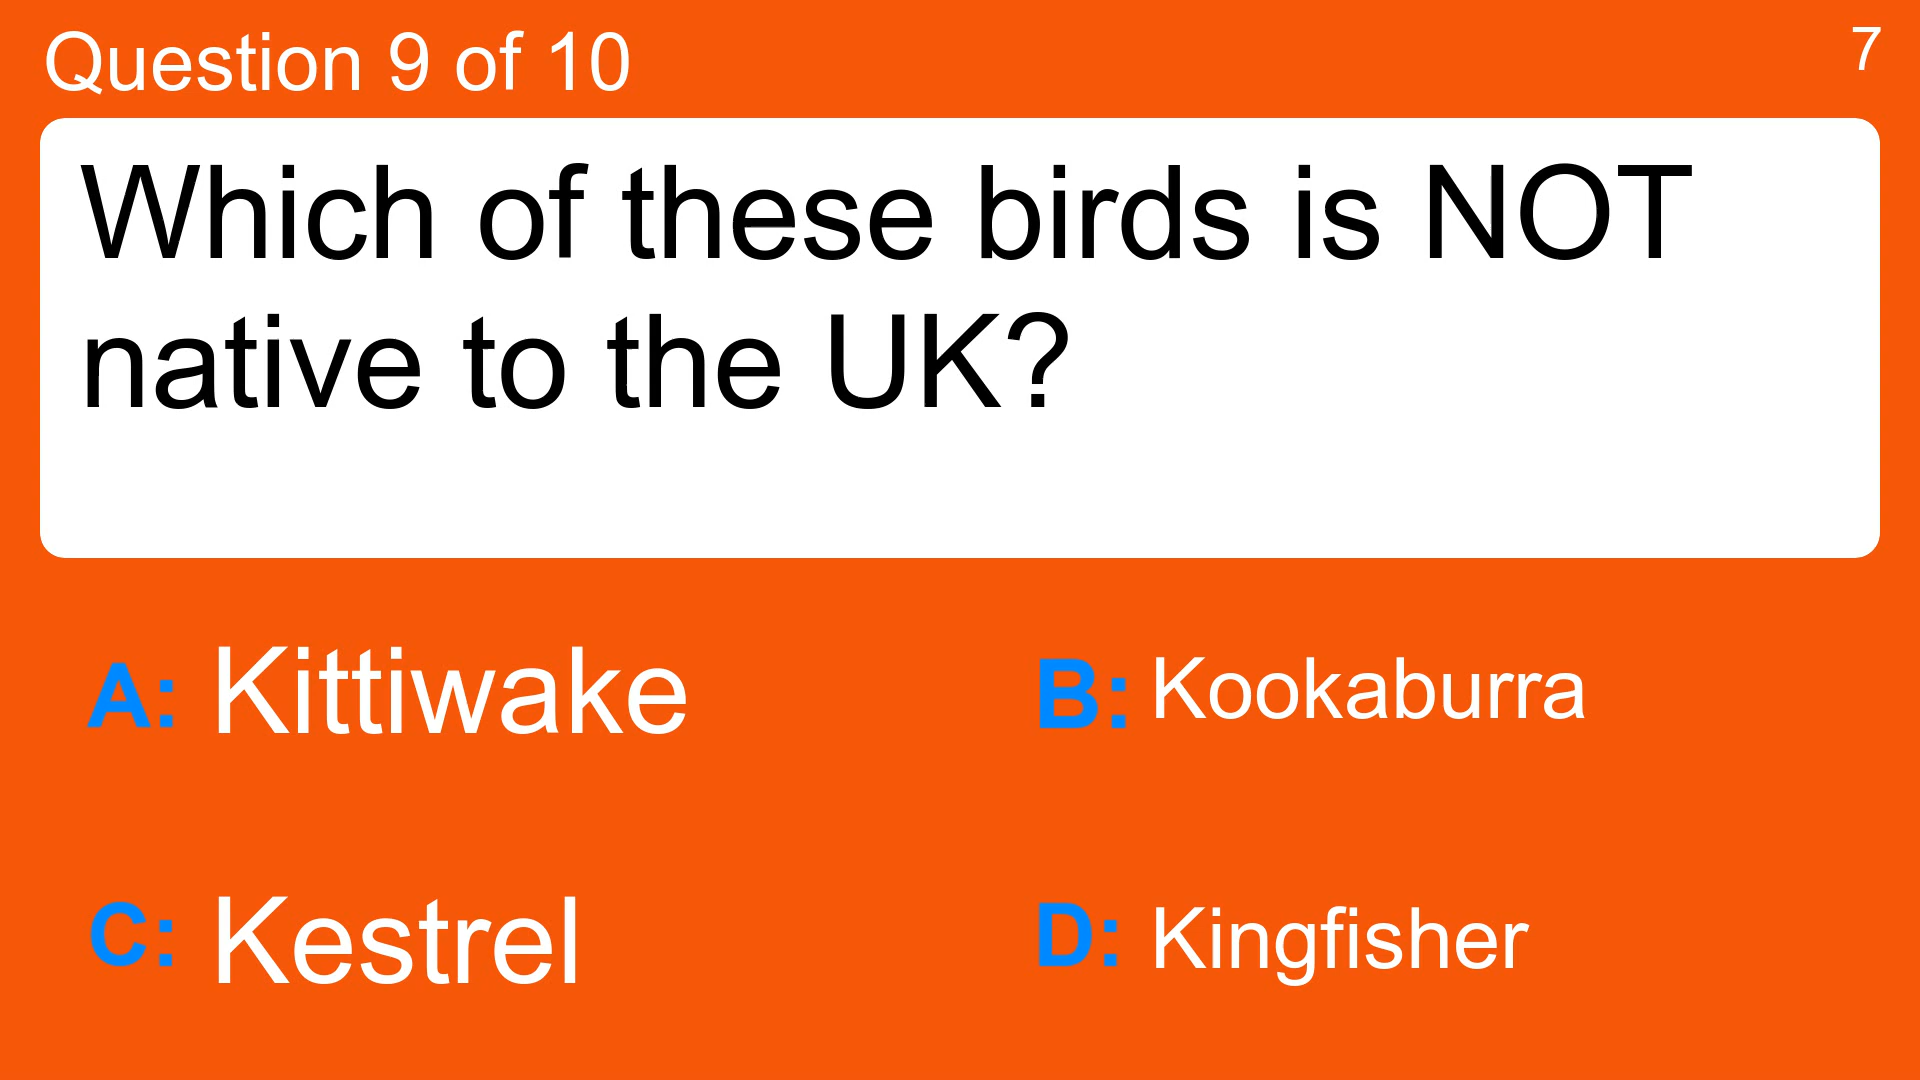 Question 9 of 10
7
Which of these birds is NOT
native to the UK?
A: Kittiwake
B: Kookaburra
C: Kestrel
D: Kingfisher